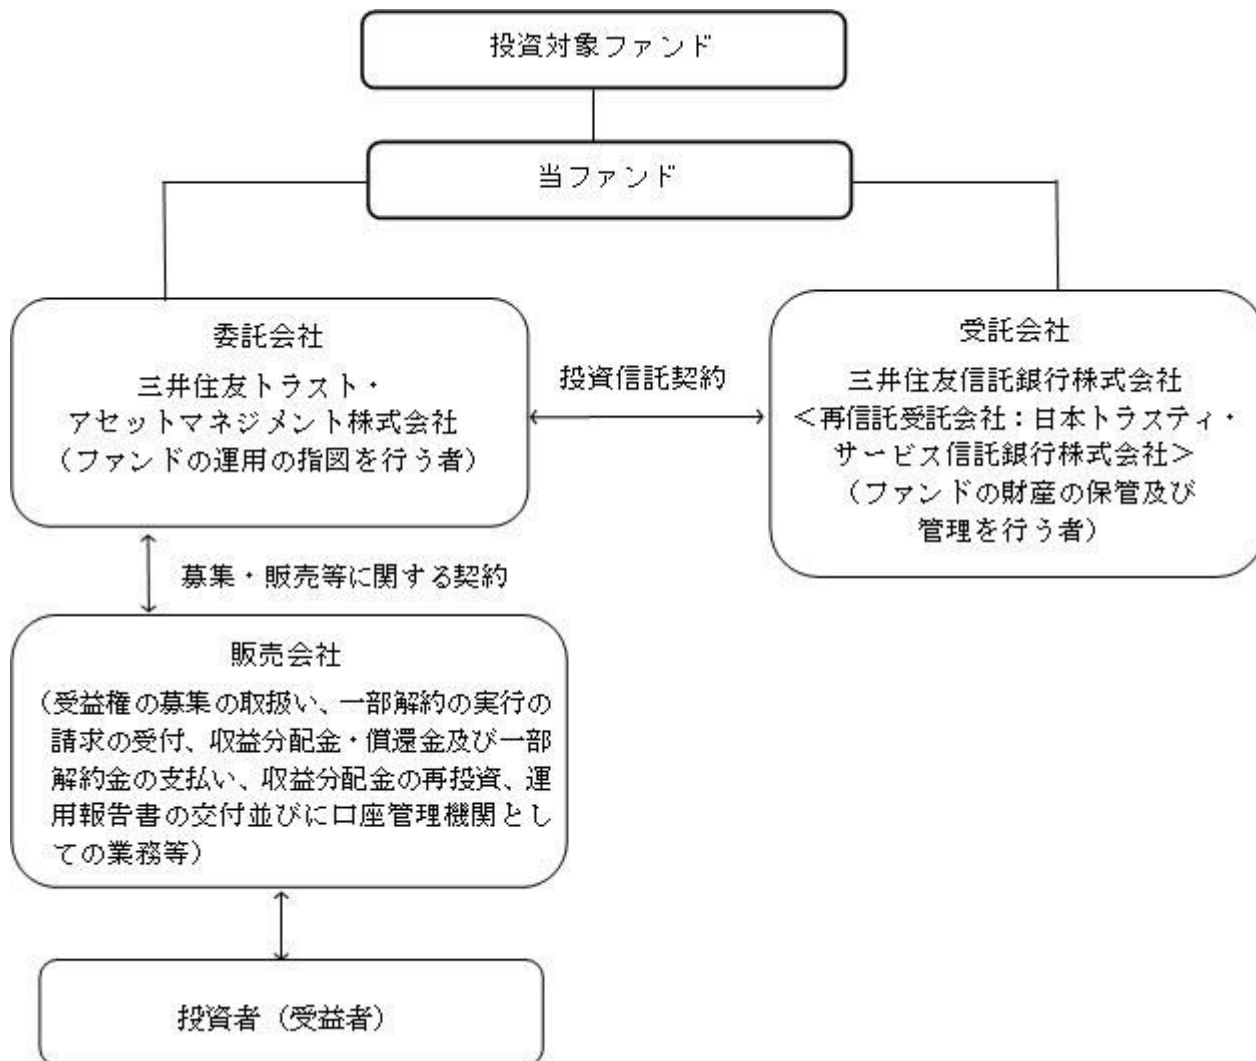 投資対象ファンド
当ファンド
委託会社
三井住友トラスト・
アセットマネジメント株式会社
(ファンドの運用の指図を行う者)
投資信託契約
受託会社
三井住友信託銀行株式会社
<再信託受託会社:日本トラスティ・
サービス信託銀行株式会社>
(ファンドの財産の保管及び
管理を行う者)
募集・販売等に関する契約
販売会社
(受益権の募集の取扱い、一部解約の実行の
請求の受付、収益分配金・償還金及び一部
解約金の支払い、収益分配金の再投資、運
用報告書の交付並びに口座管理機関とし
ての業務等)
投資者(受益者)